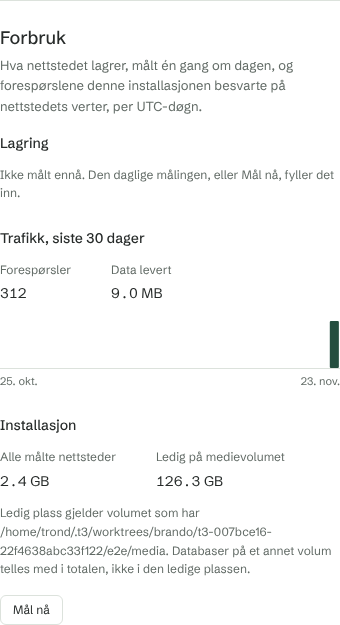 Forbruk
Hva nettstedet lagrer, målt én gang om dagen, og
forespørslene denne installasjonen besvarte på
nettstedets verter, per UTC-døgn.
Lagring
Ikke målt ennå. Den daglige målingen, eller Mål nå, fyller det
inn.
Trafikk, siste 30 dager
Forespørsler Data levert
312 9.0 MB
25. okt. 23. nov.
Installasjon
Alle målte nettsteder Ledig på medievolumet
2.4 GB 126.3 GB
Ledig plass gjelder volumet som har
/home/trond/.t3/worktrees/brando/t3-007bce16-
22f4638abc33f122/e2e/media. Databaser på et annet volum
telles med i totalen, ikke i den ledige plassen.
Mål nå